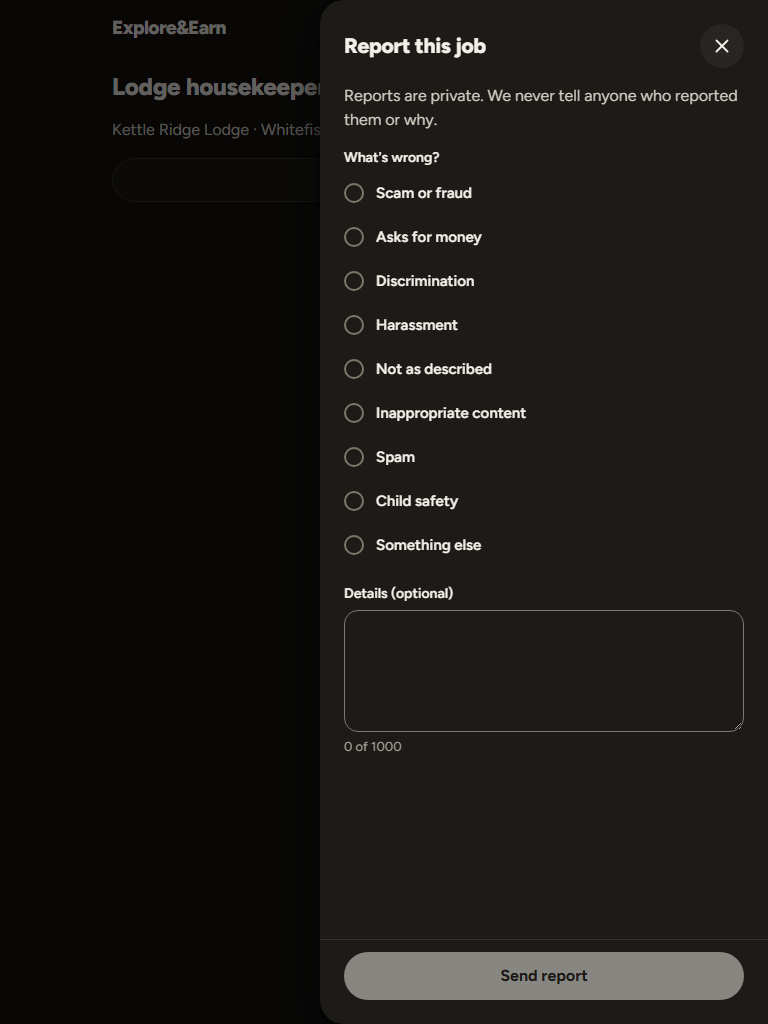 Explore&Earn
Lodge housekeeper
Kettle Ridge Lodge · Whitefis
Report this job
Reports are private. We never tell anyone who reported
them or why.
What's wrong?
Scam or fraud
Asks for money
Discrimination
Harassment
Not as described
Inappropriate content
Spam
Child safety
Something else
Details (optional)
0 of 1000
Send report